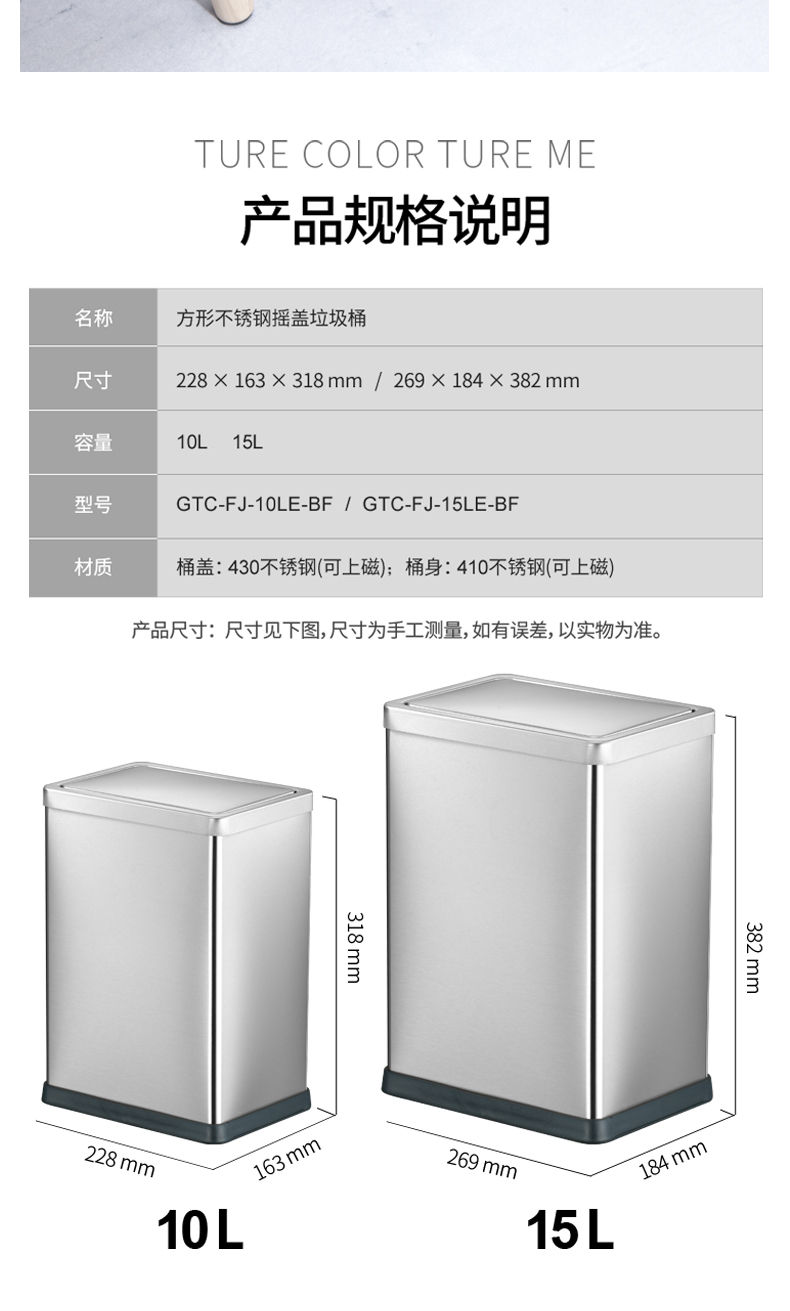 TURE COLOR TURE ME
产品规格说明
名称 方形不锈钢摇盖垃圾桶
尺寸 228 × 163 × 318 mm / 269 × 184 × 382 mm
容量 10L 15L
型号 GTC-FJ-10LE-BF / GTC-FJ-15LE-BF
材质 桶盖：430不锈钢(可上磁)；桶身：410不锈钢(可上磁)
产品尺寸：尺寸见下图，尺寸为手工测量，如有误差，以实物为准。
318 mm
382 mm
228 mm
163 mm
269 mm
184 mm
10 L
15 L